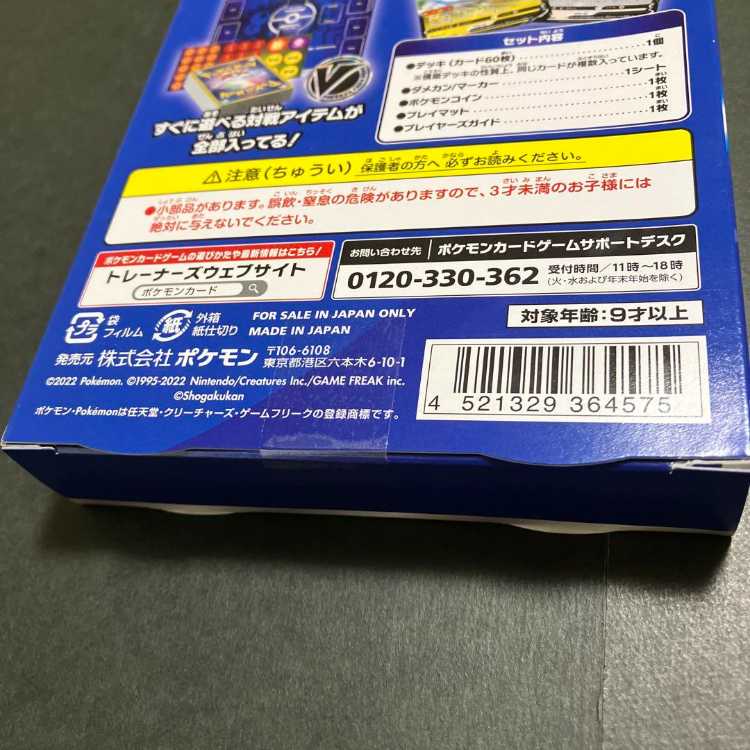 すぐに遊べる対戦アイテムが
全部入ってる!
セット内容
●デッキ(カード60枚) 1個
※構築デッキの性質上、同じカードが複数入っています。
●ダメカン/マーカー 1シート
●ポケモンコイン 1枚
●プレイマット 1枚
●プレイヤーズガイド 1枚
⚠注意(ちゅうい) 保護者の方へ 必ずお読みください。
●小部品があります。誤飲・窒息の危険がありますので、3才未満のお子様には
絶対に与えないでください。
ポケモンカードゲームの遊びかたや最新情報はこちら!
トレーナーズウェブサイト
ポケモンカード
お問い合わせ先 ポケモンカードゲームサポートデスク
0120-330-362 受付時間/11時~18時
(火・水および年末年始を除く)
プラ 袋 フィルム 紙 外箱 紙仕切り
FOR SALE IN JAPAN ONLY
MADE IN JAPAN
対象年齢:9才以上
発売元 株式会社ポケモン 〒106-6108
東京都港区六本木6-10-1
©2022 Pokémon. ©1995-2022 Nintendo/Creatures Inc./GAME FREAK inc.
©Shogakukan
ポケモン・Pokémonは任天堂・クリーチャーズ・ゲームフリークの登録商標です。
4 521329 364575